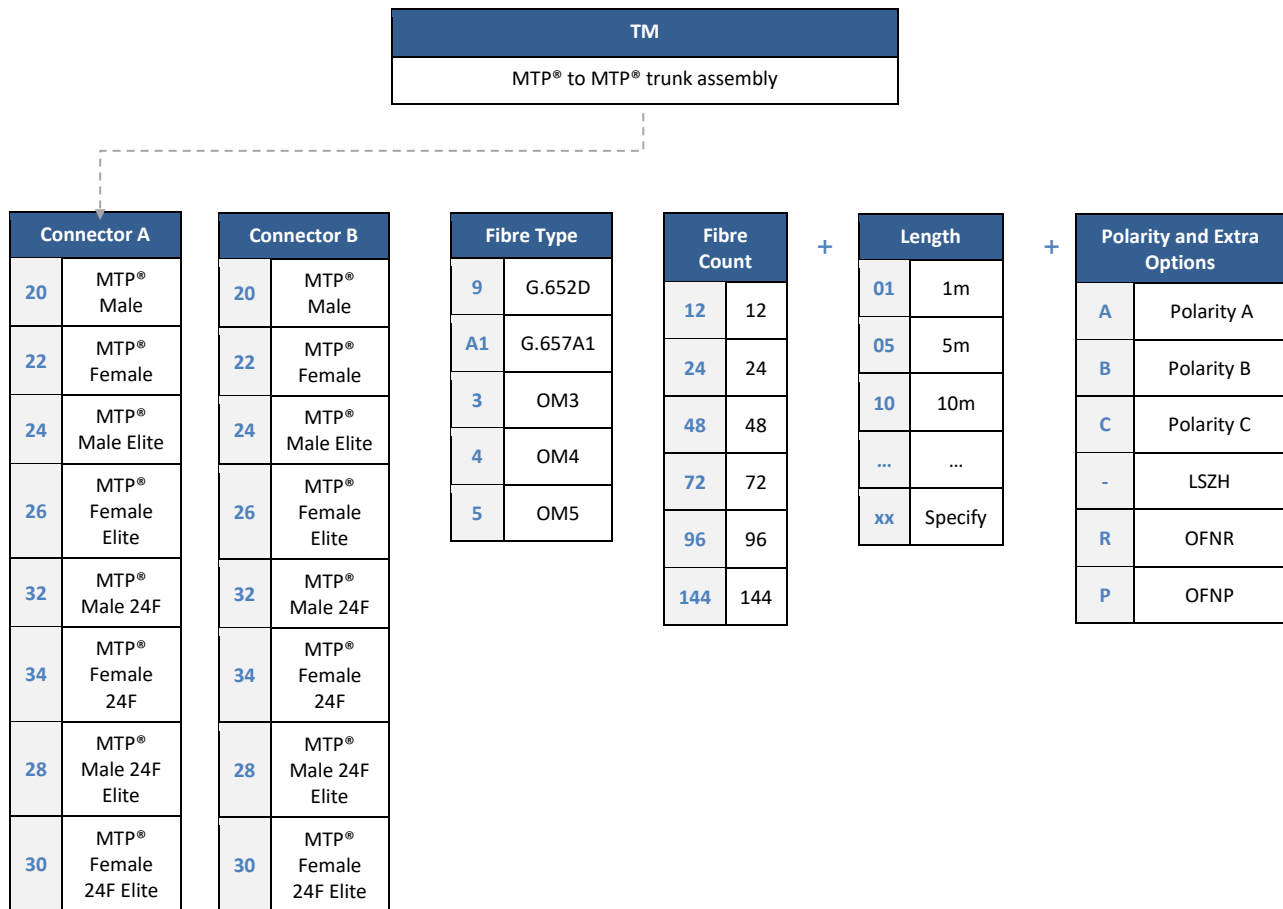 TM
MTP® to MTP® trunk assembly
Connector A
20
MTP®
Male
22
MTP®
Female
24
MTP®
Male Elite
26
MTP®
Female
Elite
32
MTP®
Male 24F
34
MTP®
Female
24F
28
MTP®
Male 24F
Elite
30
MTP®
Female
24F Elite
Connector B
20
MTP®
Male
22
MTP®
Female
24
MTP®
Male Elite
26
MTP®
Female
Elite
32
MTP®
Male 24F
34
MTP®
Female
24F
28
MTP®
Male 24F
Elite
30
MTP®
Female
24F Elite
Fibre Type
9 G.652D
A1 G.657A1
3 OM3
4 OM4
5 OM5
Fibre
Count
12 12
24 24
48 48
72 72
96 96
144 144
+
Length
01 1m
05 5m
10 10m
... ...
xx Specify
+
Polarity and Extra
Options
A Polarity A
B Polarity B
C Polarity C
- LSZH
R OFNR
P OFNP